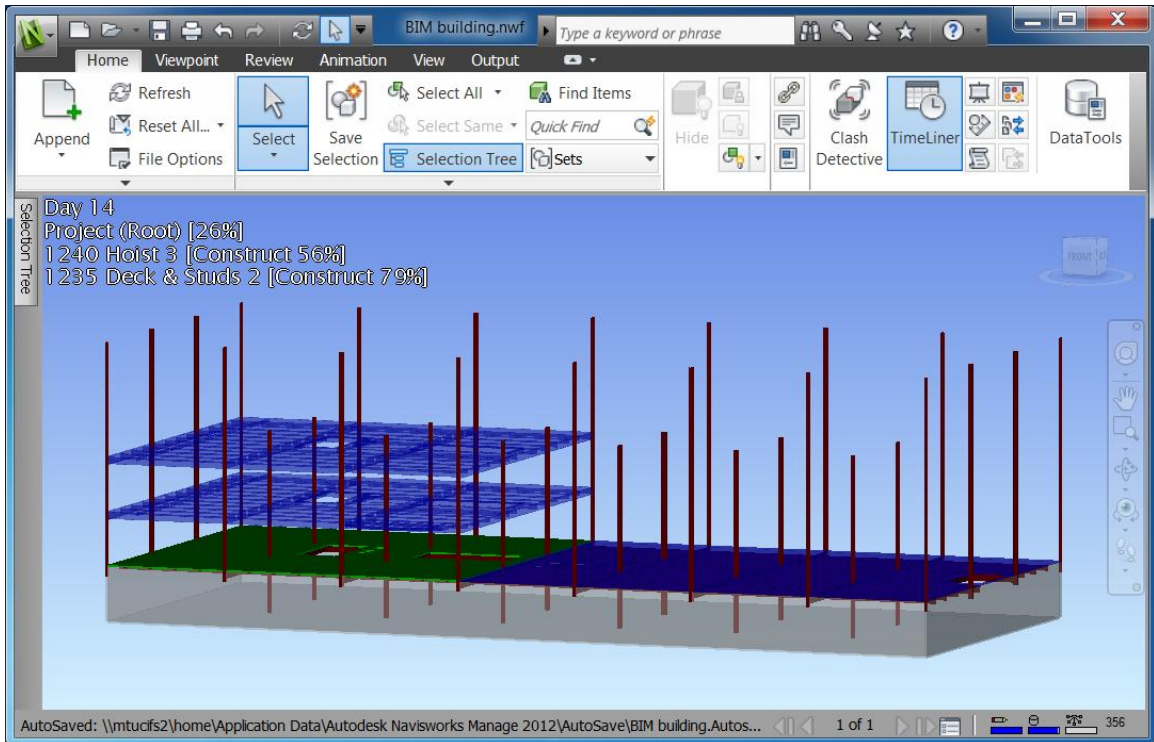 BIM building.nwf
Type a keyword or phrase
Home Viewpoint Review Animation View Output
Append
Refresh
Reset All...
File Options
Select
Save Selection
Select All
Select Same
Selection Tree
Find Items
Quick Find
Sets
Hide
Clash Detective
TimeLiner
DataTools
Selection Tree
Day 14
Project (Root) [26%]
1240 Hoist 3 [Construct 56%]
1235 Deck & Studs 2 [Construct 79%]
FRONT
AutoSaved: \\mtucifs2\home\Application Data\Autodesk Navisworks Manage 2012\AutoSave\BIM building.Autos...
1 of 1
356